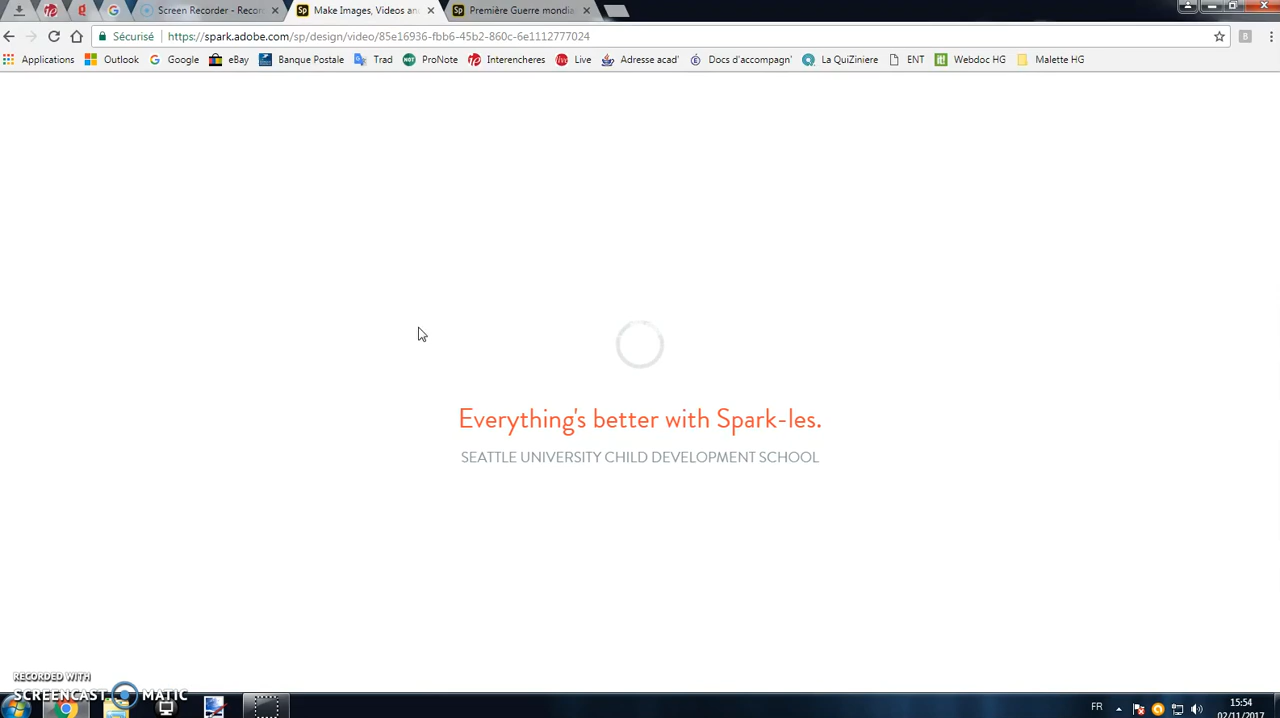 Screen Recorder - Reco
Make Images, Videos an
Première Guerre mondia
Sécurisé
https://spark.adobe.com/sp/design/video/85e16936-fbb6-45b2-860c-6e1112777024
Applications Outlook Google eBay Banque Postale Trad ProNote Interencheres Live Adresse acad' Docs d'accompagn' La QuiZiniere ENT Webdoc HG Malette HG
Everything's better with Spark-les.
SEATTLE UNIVERSITY CHILD DEVELOPMENT SCHOOL
RECORDED WITH
SCREENCAST MATIC
FR
15:54
02/11/2017